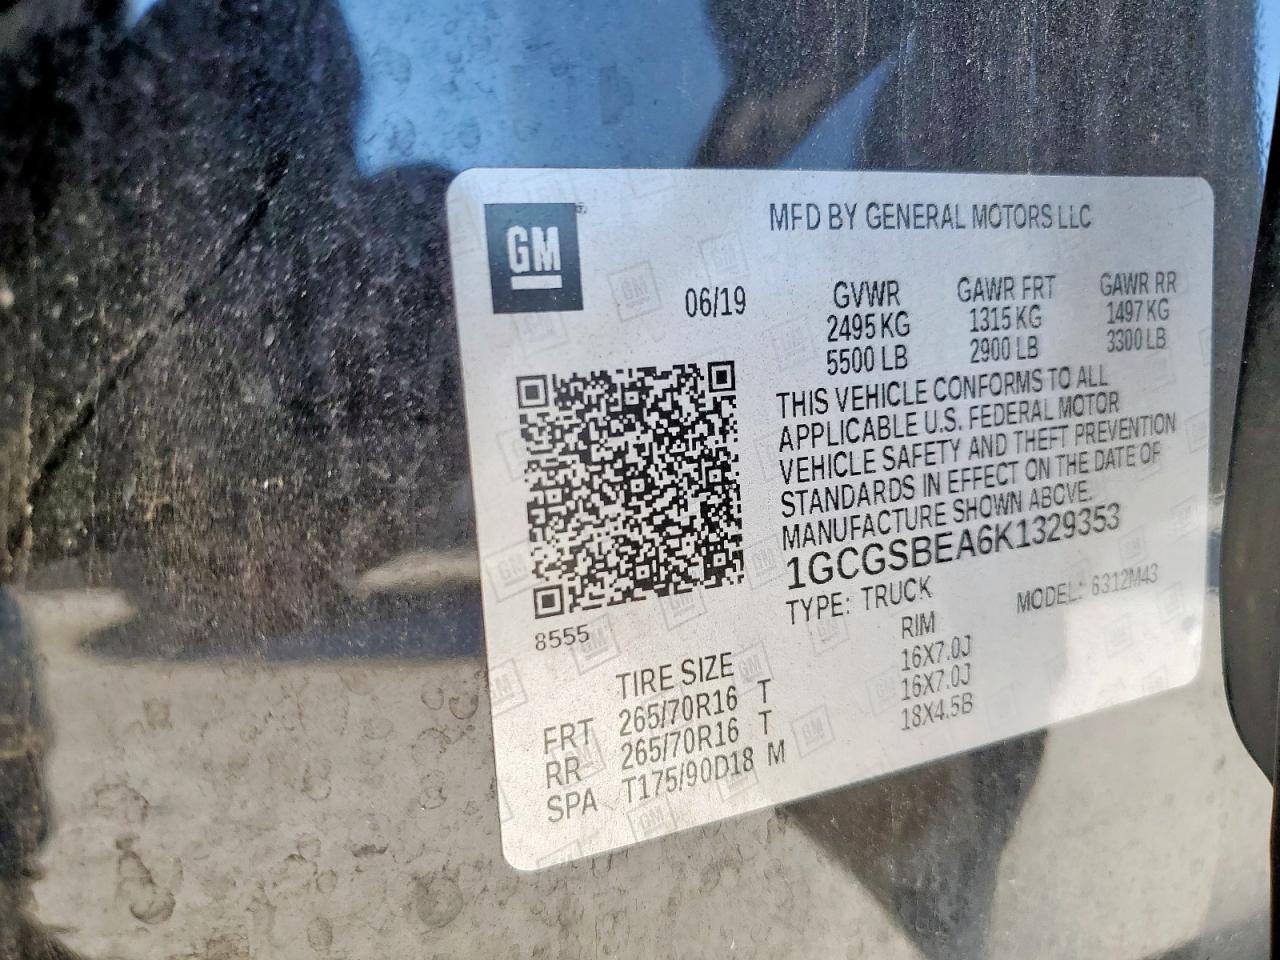 GM
MFD BY GENERAL MOTORS LLC
06/19
GVWR GAWR FRT GAWR RR
2495 KG 1315 KG 1497 KG
5500 LB 2900 LB 3300 LB
THIS VEHICLE CONFORMS TO ALL
APPLICABLE U.S. FEDERAL MOTOR
VEHICLE SAFETY AND THEFT PREVENTION
STANDARDS IN EFFECT ON THE DATE OF
MANUFACTURE SHOWN ABOVE.
1GCGSBEA6K1329353
TYPE: TRUCK MODEL: 6312M43
8555
TIRE SIZE RIM
FRT 265/70R16 T 16X7.0J
RR 265/70R16 T 16X7.0J
SPA T175/90D18 M 18X4.5B